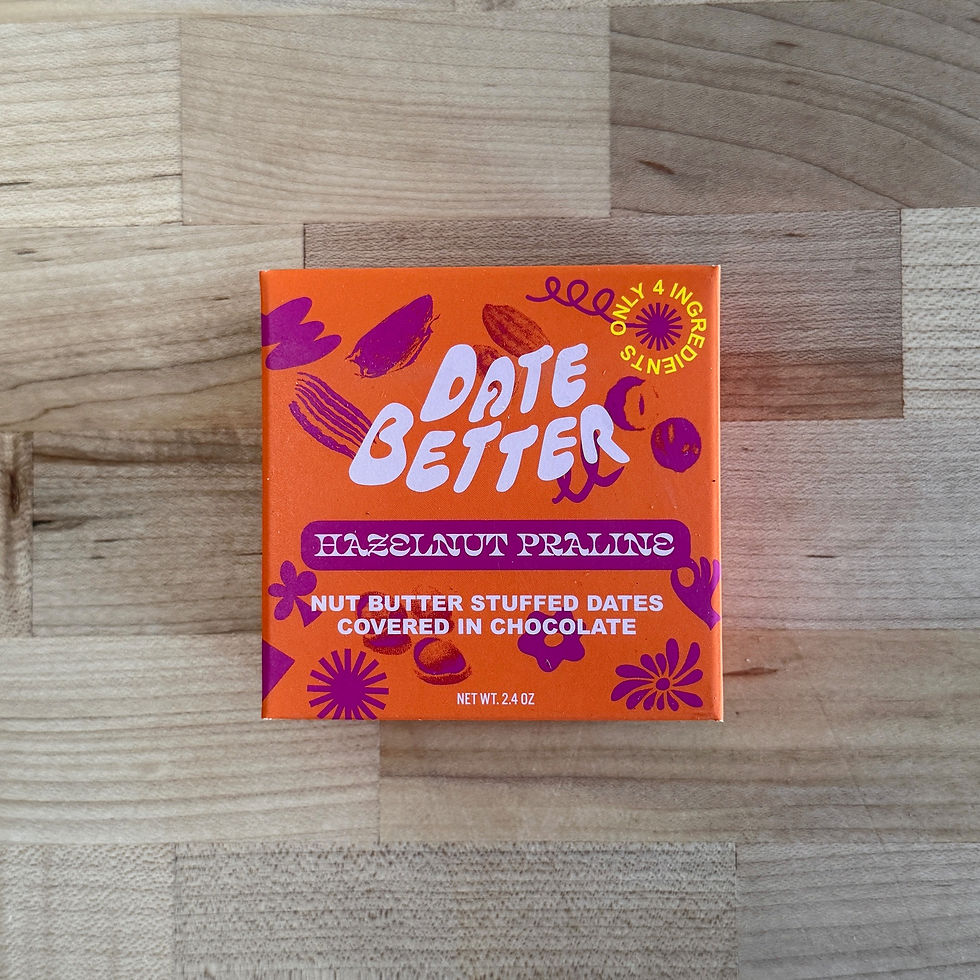 ONLY 4 INGREDIENTS
DATE
BETTER
HAZELNUT PRALINE
NUT BUTTER STUFFED DATES
COVERED IN CHOCOLATE
NET WT. 2.4 OZ